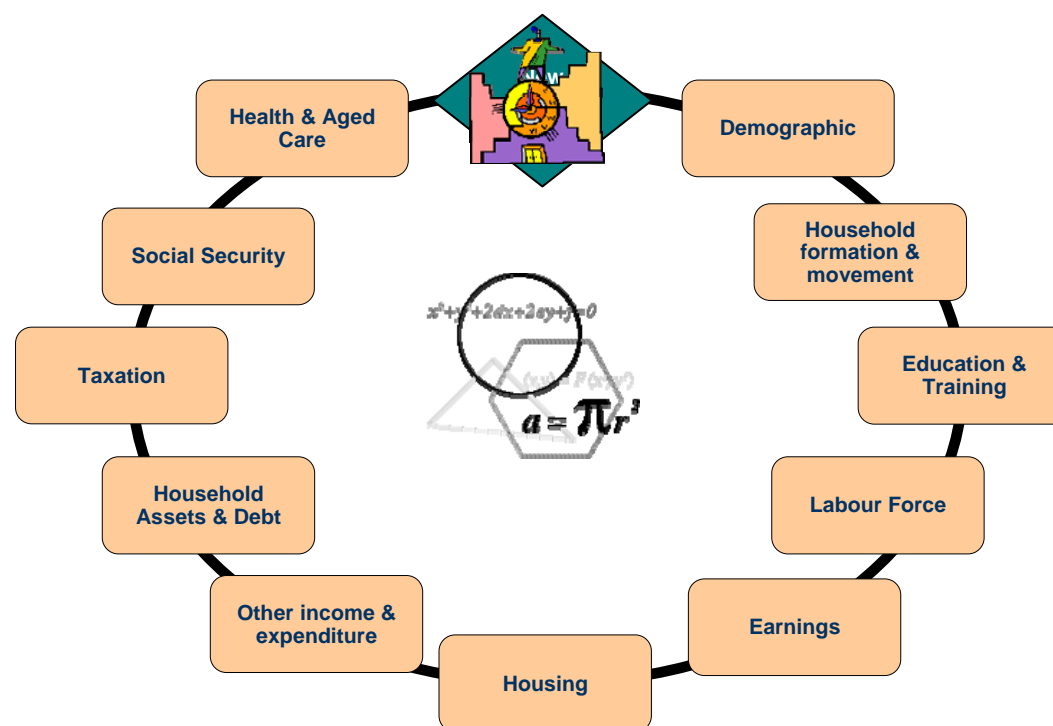 Health & Aged
Care
Demographic
Household
formation &
movement
Social Security
Education &
Training
Taxation
Household
Assets & Debt
Labour Force
Other income &
expenditure
Earnings
Housing
a = πr³